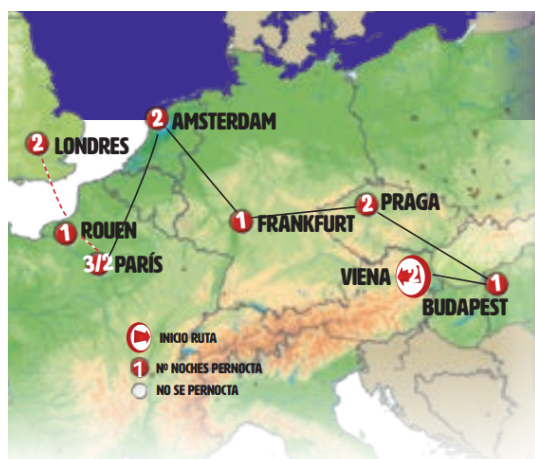 2 AMSTERDAM
2 LONDRES
2 PRAGA
1 FRANKFURT
1 ROUEN
3/2 PARÍS
VIENA 2
1
BUDAPEST
INICIO RUTA
1 Nº NOCHES PERNOCTA
NO SE PERNOCTA